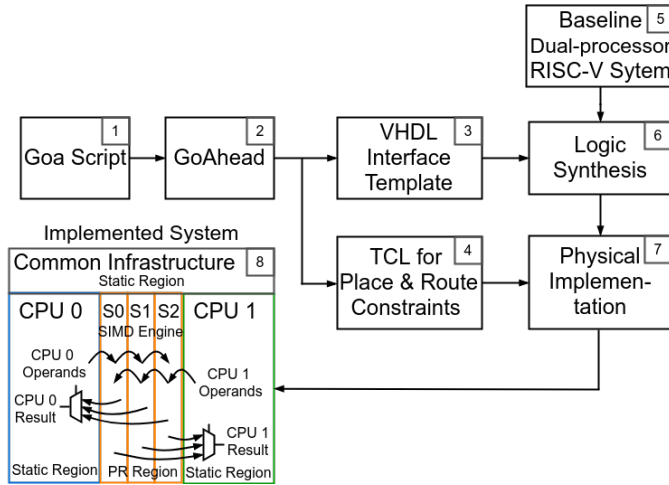 Baseline 5
Dual-processor
RISC-V Sytem
1
Goa Script
2
GoAhead
3
VHDL
Interface
Template
6
Logic
Synthesis
4
TCL for
Place & Route
Constraints
7
Physical
Implemen-
tation
Implemented System
Common Infrastructure 8
Static Region
CPU 0 S0 S1 S2 CPU 1
SIMD Engine
CPU 0
Operands
CPU 1
Operands
CPU 0
Result
CPU 1
Result
Static Region PR Region Static Region